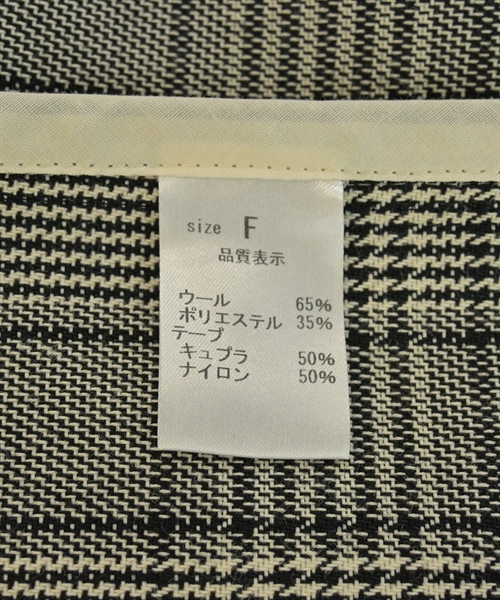 size F
品質表示
ウール 65%
ポリエステル 35%
テープ
キュプラ 50%
ナイロン 50%